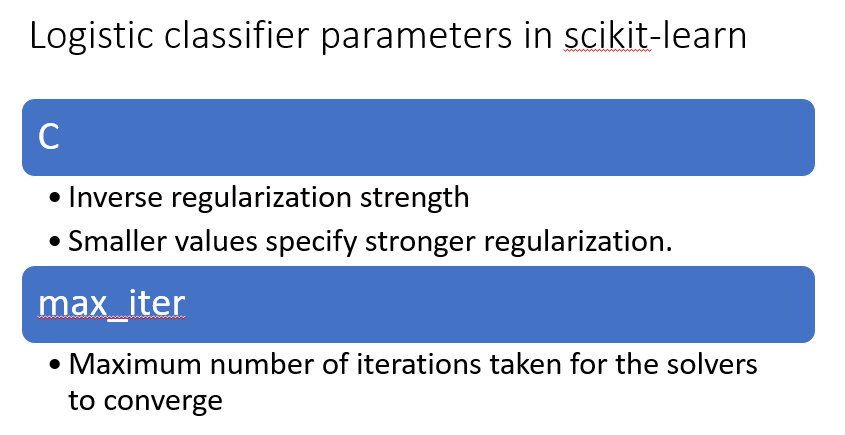 Logistic classifier parameters in scikit-learn
C
• Inverse regularization strength
• Smaller values specify stronger regularization.
max_iter
• Maximum number of iterations taken for the solvers
to converge